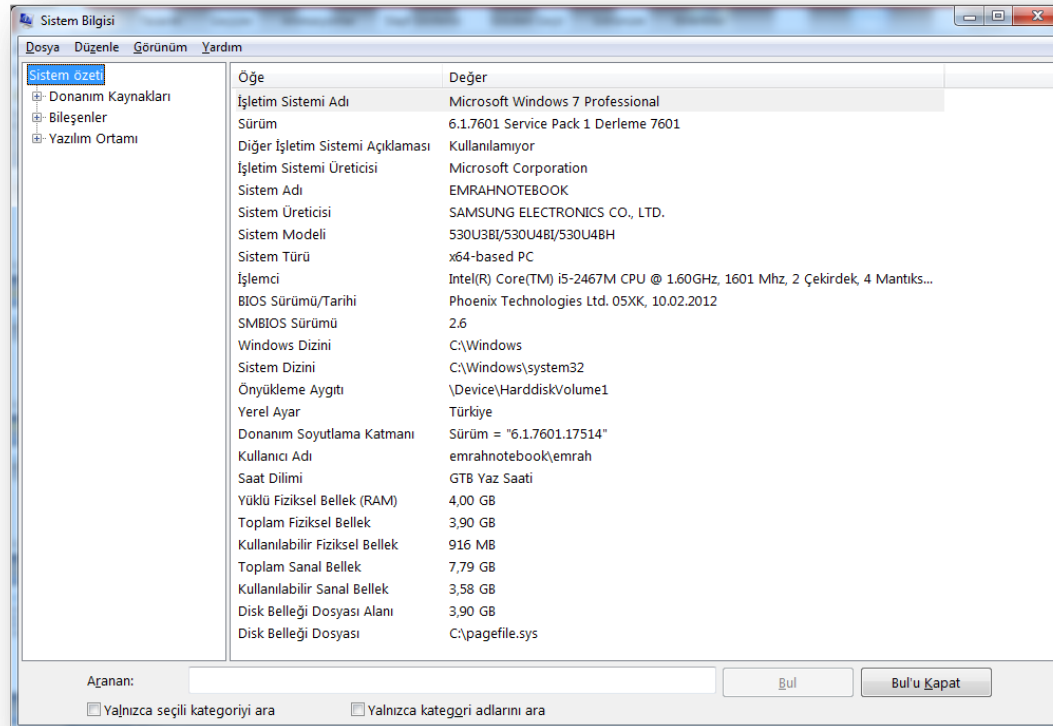 Sistem Bilgisi
Dosya Düzenle Görünüm Yardım
Sistem özeti
Donanım Kaynakları
Bileşenler
Yazılım Ortamı
Öğe Değer
İşletim Sistemi Adı Microsoft Windows 7 Professional
Sürüm 6.1.7601 Service Pack 1 Derleme 7601
Diğer İşletim Sistemi Açıklaması Kullanılamıyor
İşletim Sistemi Üreticisi Microsoft Corporation
Sistem Adı EMRAHNOTEBOOK
Sistem Üreticisi SAMSUNG ELECTRONICS CO., LTD.
Sistem Modeli 530U3BI/530U4BI/530U4BH
Sistem Türü x64-based PC
İşlemci Intel(R) Core(TM) i5-2467M CPU @ 1.60GHz, 1601 Mhz, 2 Çekirdek, 4 Mantıks...
BIOS Sürümü/Tarihi Phoenix Technologies Ltd. 05XK, 10.02.2012
SMBIOS Sürümü 2.6
Windows Dizini C:\Windows
Sistem Dizini C:\Windows\system32
Önyükleme Aygıtı \Device\HarddiskVolume1
Yerel Ayar Türkiye
Donanım Soyutlama Katmanı Sürüm = "6.1.7601.17514"
Kullanıcı Adı emrahnotebook\emrah
Saat Dilimi GTB Yaz Saati
Yüklü Fiziksel Bellek (RAM) 4,00 GB
Toplam Fiziksel Bellek 3,90 GB
Kullanılabilir Fiziksel Bellek 916 MB
Toplam Sanal Bellek 7,79 GB
Kullanılabilir Sanal Bellek 3,58 GB
Disk Belleği Dosyası Alanı 3,90 GB
Disk Belleği Dosyası C:\pagefile.sys
Aranan: Bul Bul'u Kapat
Yalnızca seçili kategoriyi ara Yalnızca kategori adlarını ara